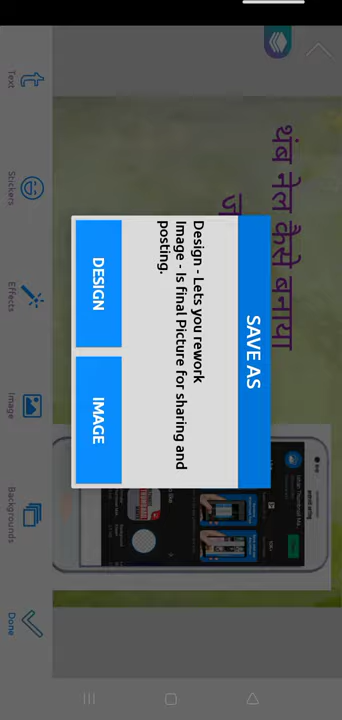 थंब नेल कैसे बनाया
ज
SAVE AS
Design - Lets you rework
Image - Is final Picture for sharing and
posting.
DESIGN
IMAGE
Text
Stickers
Effects
Image
Backgrounds
Done